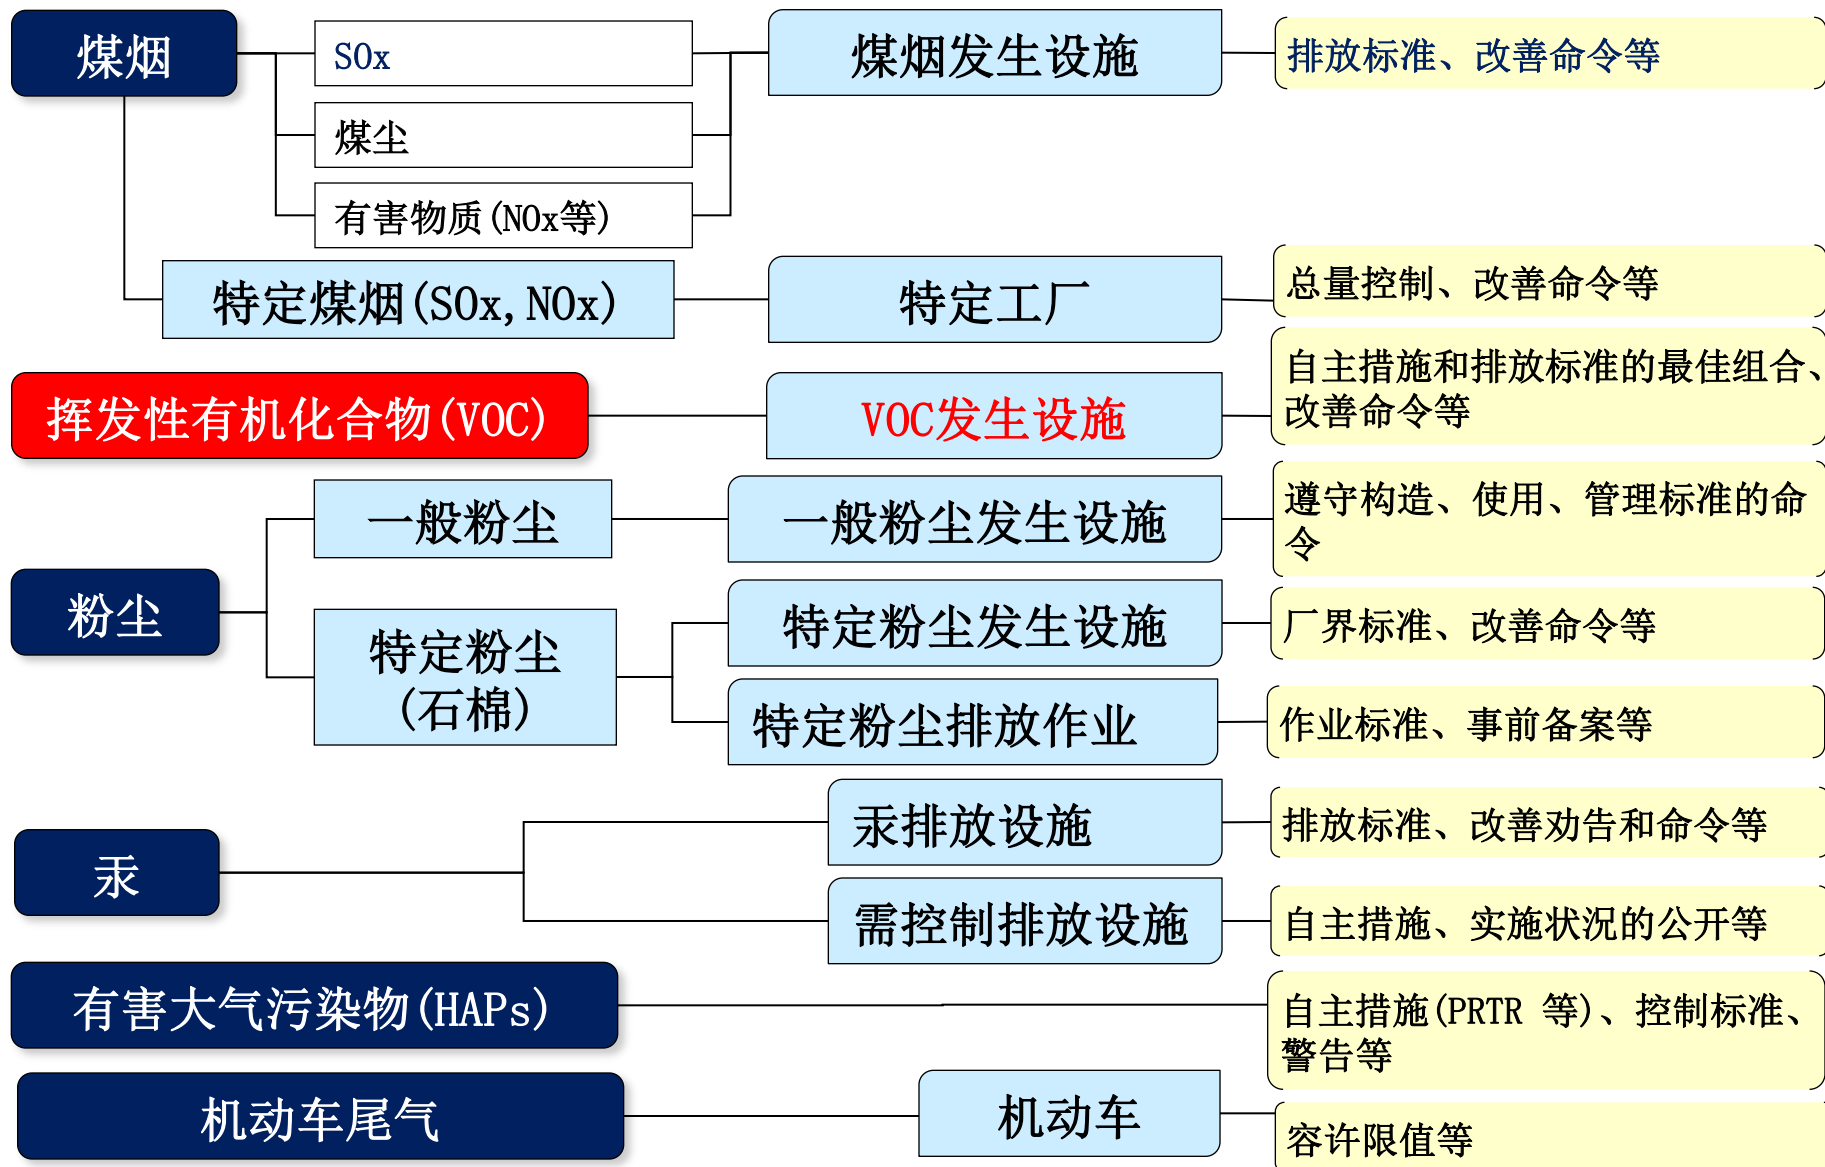 煤烟
SOx
煤烟发生设施
排放标准、改善命令等
煤尘
有害物质(NOx等)
特定煤烟(SOx,NOx)
特定工厂
总量控制、改善命令等
挥发性有机化合物(VOC)
VOC发生设施
自主措施和排放标准的最佳组合、
改善命令等
一般粉尘
一般粉尘发生设施
遵守构造、使用、管理标准的命
令
粉尘
特定粉尘
(石棉)
特定粉尘发生设施
厂界标准、改善命令等
特定粉尘排放作业
作业标准、事前备案等
汞
汞排放设施
排放标准、改善劝告和命令等
需控制排放设施
自主措施、实施状况的公开等
有害大气污染物(HAPs)
自主措施(PRTR 等)、控制标准、
警告等
机动车尾气
机动车
容许限值等